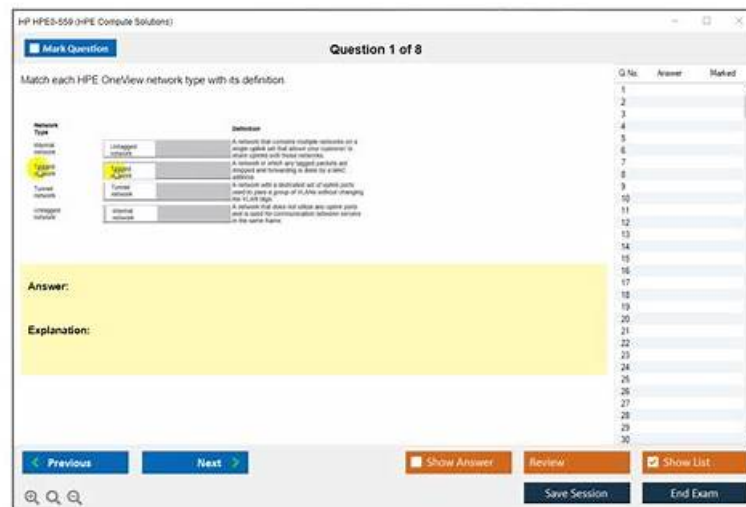 HP HPE0-S59 (HPE Compute Solutions)
Mark Question
Question 1 of 8
Match each HPE OneView network type with its definition.
Q.No. Answer Marked
1
2
3
4
5
6
7
8
9
10
11
12
13
14
15
16
17
18
19
20
21
22
23
24
25
26
27
28
29
30
Network
Type
Definition
Internal
network
Untagged
network
A network that contains multiple networks on a
single uplink set that allows your customer to
share uplinks with those networks.
Tagged
network
Tagged
network
A network in which any tagged packets are
dropped and forwarding is done by a MAC
address.
Tunnel
network
Tunnel
network
A network with a dedicated set of uplink ports
used to pass a group of VLANs without changing
the VLAN tags.
Untagged
network
Internal
network
A network that does not utilize any uplink ports
and is used for communication between servers
in the same frame.
Answer:
Explanation:
Previous
Next
Show Answer
Review
Show List
Save Session
End Exam